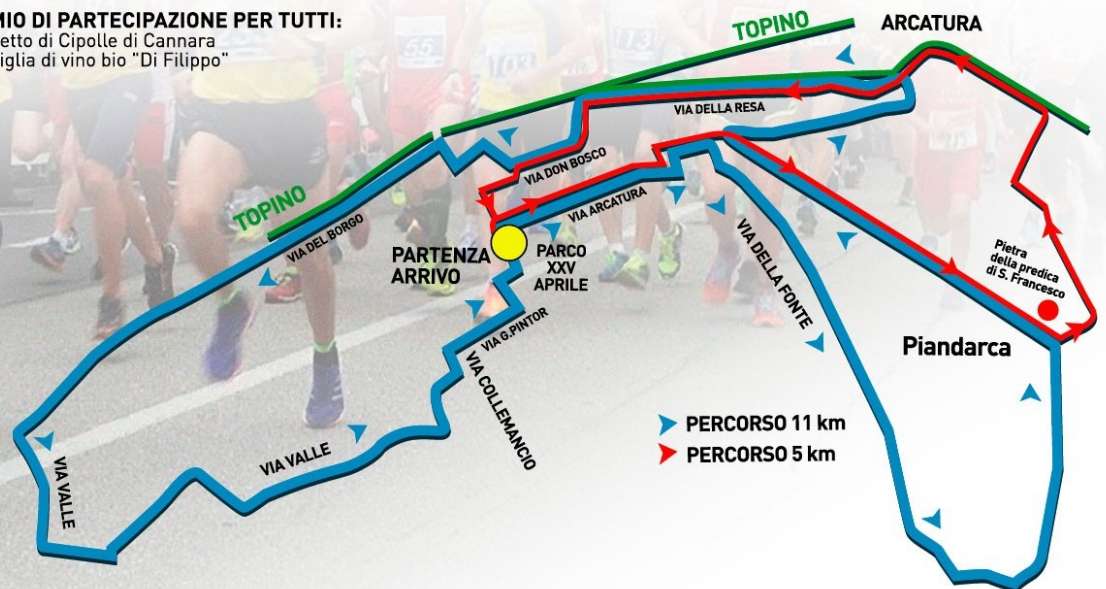 MIO DI PARTECIPAZIONE PER TUTTI:
etto di Cipolle di Cannara
iglia di vino bio "Di Filippo"
TOPINO
ARCATURA
VIA DELLA RESA
VIA DON BOSCO
VIA ARCATURA
TOPINO
VIA DEL BORGO
PARTENZA
ARRIVO
PARCO
XXV
APRILE
VIA DELLA FONTE
Pietra
della predica
di S. Francesco
Piandarca
VIA G.PINTOR
VIA COLLEMANCIO
VIA VALLE
VIA VALLE
PERCORSO 11 km
PERCORSO 5 km
55
113